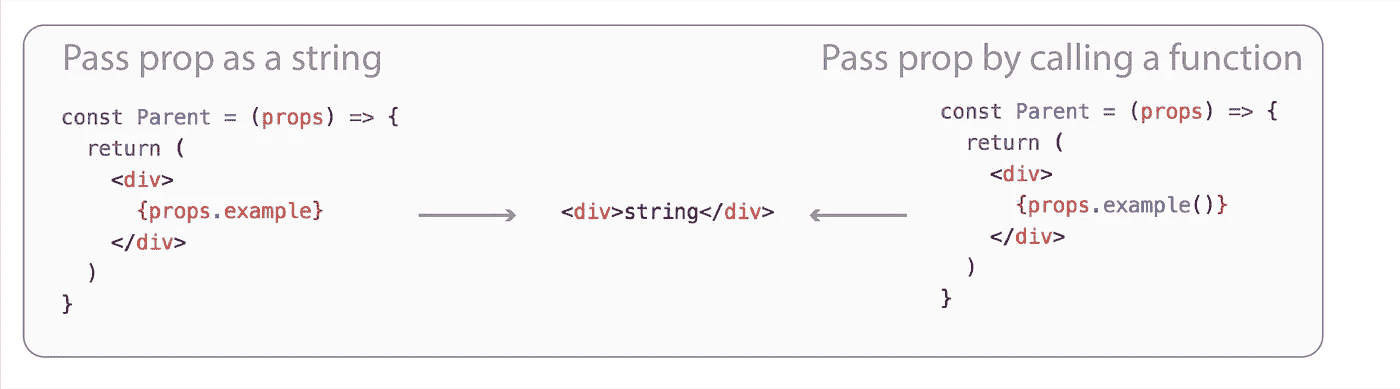 Pass prop as a string
const Parent = (props) => {
return (
<div>
{props.example}
</div>
)
}
<div>string</div>
Pass prop by calling a function
const Parent = (props) => {
return (
<div>
{props.example()}
</div>
)
}